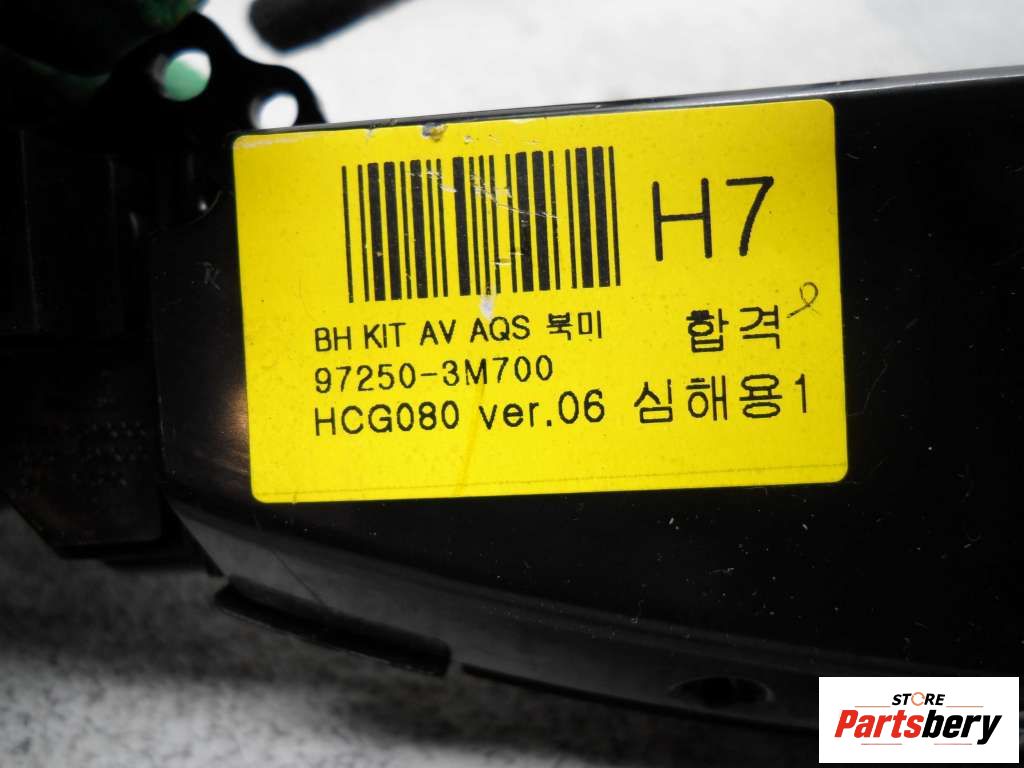 H7
BH KIT AV AQS 북미
합격
97250-3M700
HCG080 ver.06
심해용1
STORE
Partsbery